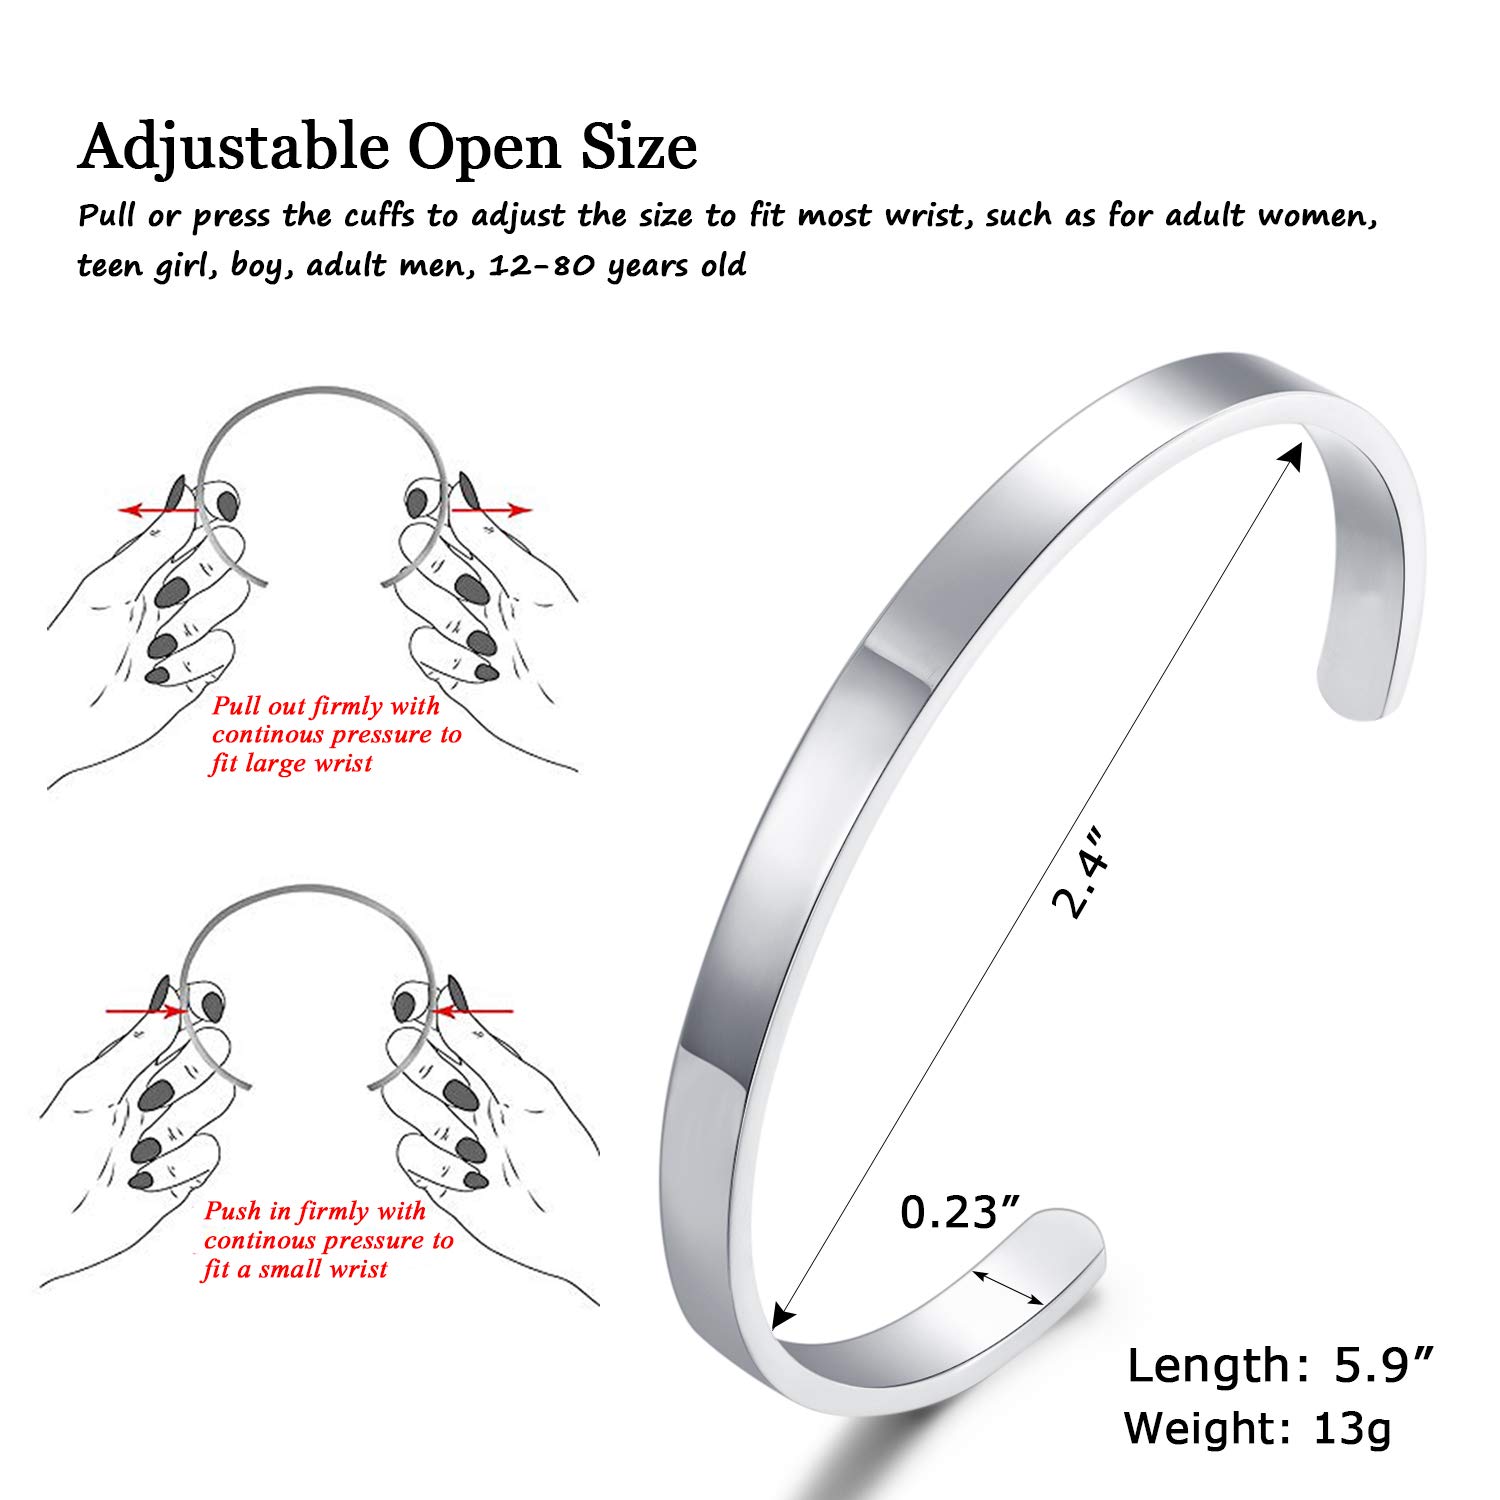 Adjustable Open Size
Pull or press the cuffs to adjust the size to fit most wrist, such as for adult women,
teen girl, boy, adult men, 12-80 years old
Pull out firmly with
continous pressure to
fit large wrist
2.4"
Push in firmly with
continous pressure to
fit a small wrist
0.23"
Length: 5.9"
Weight: 13g